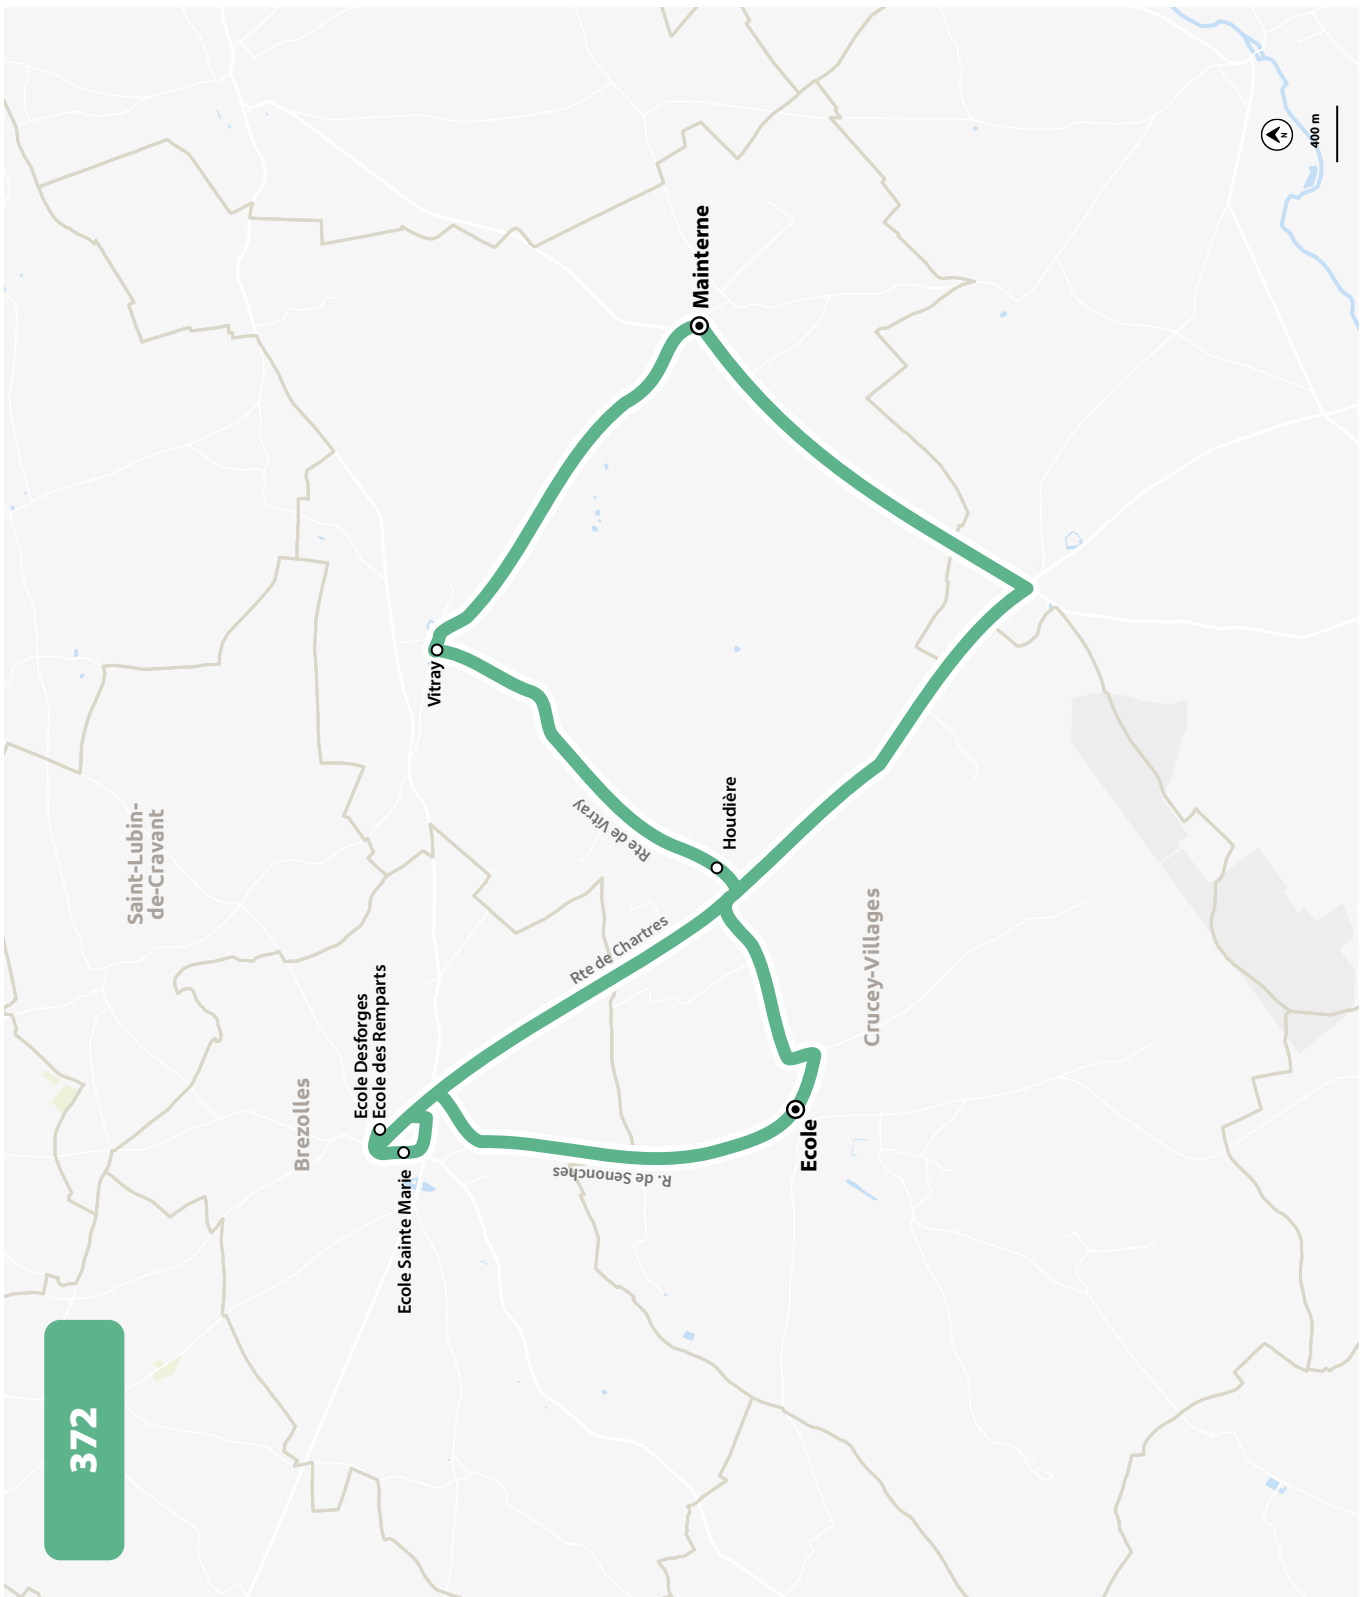 372
Saint-Lubin-
de-Cravant
Brezolles
Ecole Desforges
Ecole des Remparts
Ecole Sainte Marie
Vitray
Rte de Vitray
Rte de Chartres
R. de Senonches
Mainterne
Houdière
Ecole
Crucey-Villages
N
400 m